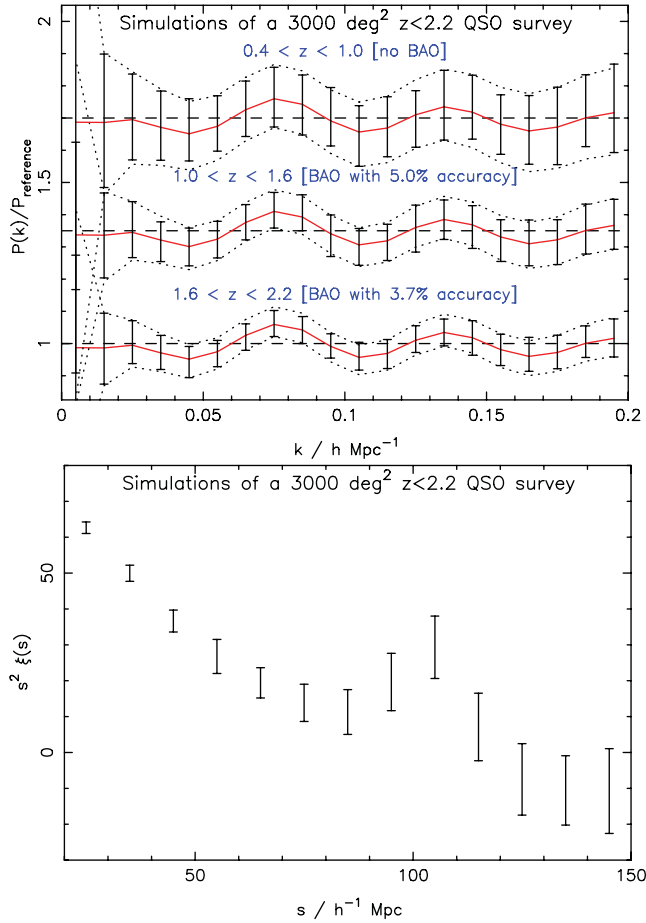 Simulations of a 3000 deg² z<2.2 QSO survey
0.4 < z < 1.0 [no BAO]
1.0 < z < 1.6 [BAO with 5.0% accuracy]
1.6 < z < 2.2 [BAO with 3.7% accuracy]
P(k)/Preference
2
1.5
1
0 0.05 0.1 0.15 0.2
k / h Mpc⁻¹
Simulations of a 3000 deg² z<2.2 QSO survey
s² ξ(s)
50
0
50 100 150
s / h⁻¹ Mpc